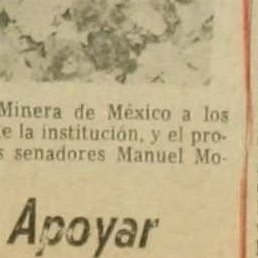 Minera de México a los
e la institución, y el pro-
s senadores Manuel Mo-
Apoyar